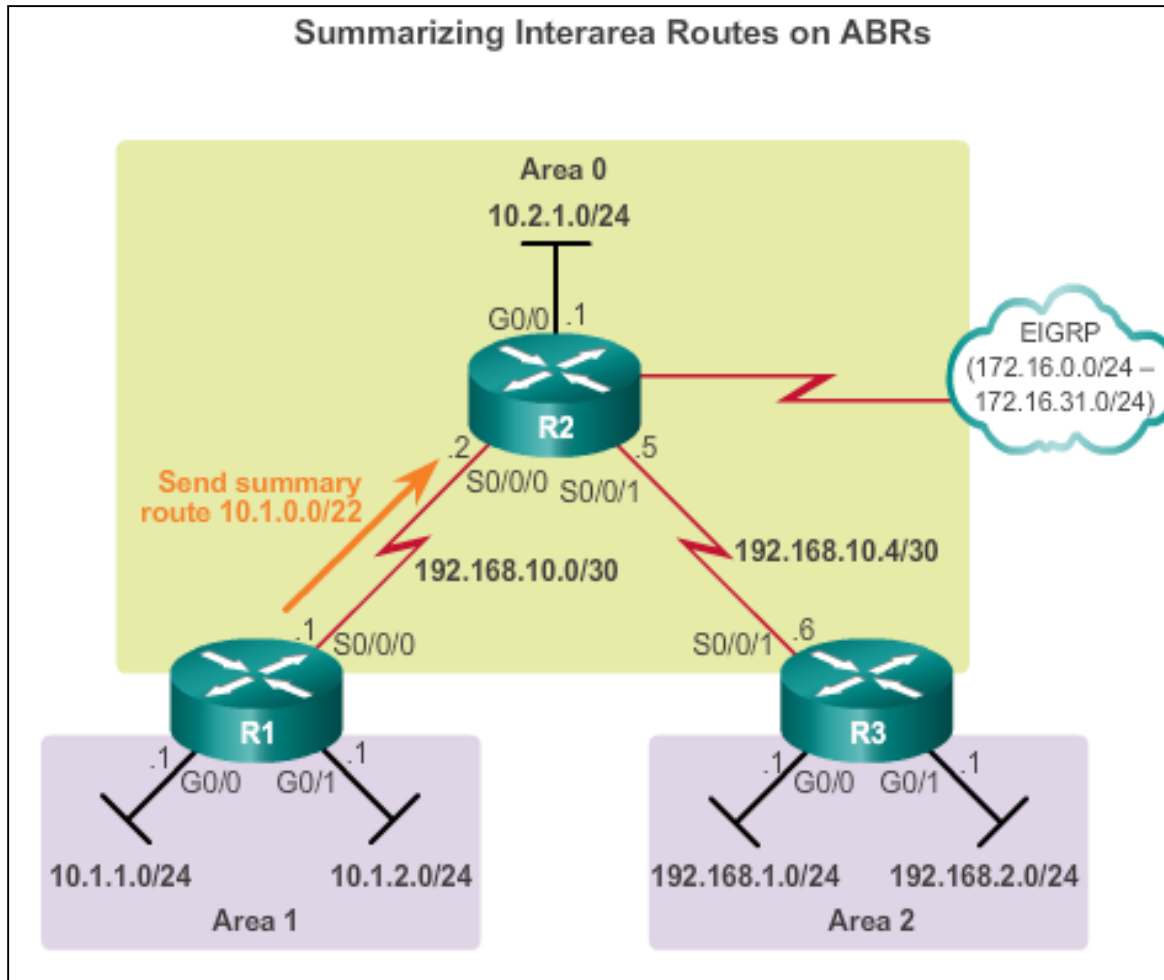 Summarizing Interarea Routes on ABRs
Area 0
10.2.1.0/24
G0/0
.1
EIGRP
(172.16.0.0/24 –
172.16.31.0/24)
R2
.2
.5
S0/0/0
S0/0/1
Send summary
route 10.1.0.0/22
192.168.10.0/30
192.168.10.4/30
.1
S0/0/0
S0/0/1
.6
R1
R3
.1
G0/0
G0/1
.1
.1
G0/0
G0/1
.1
10.1.1.0/24
10.1.2.0/24
192.168.1.0/24
192.168.2.0/24
Area 1
Area 2